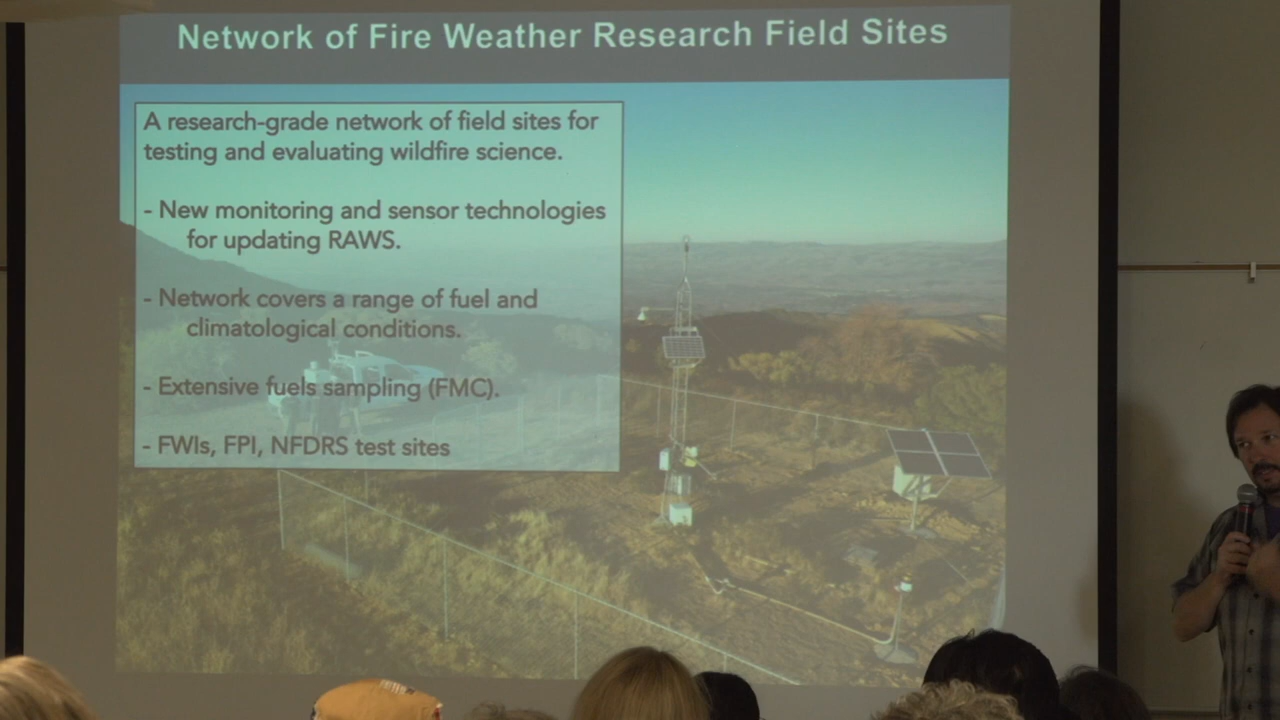 Network of Fire Weather Research Field Sites
A research-grade network of field sites for
testing and evaluating wildfire science.
- New monitoring and sensor technologies
for updating RAWS.
- Network covers a range of fuel and
climatological conditions.
- Extensive fuels sampling (FMC).
- FWIs, FPI, NFDRS test sites